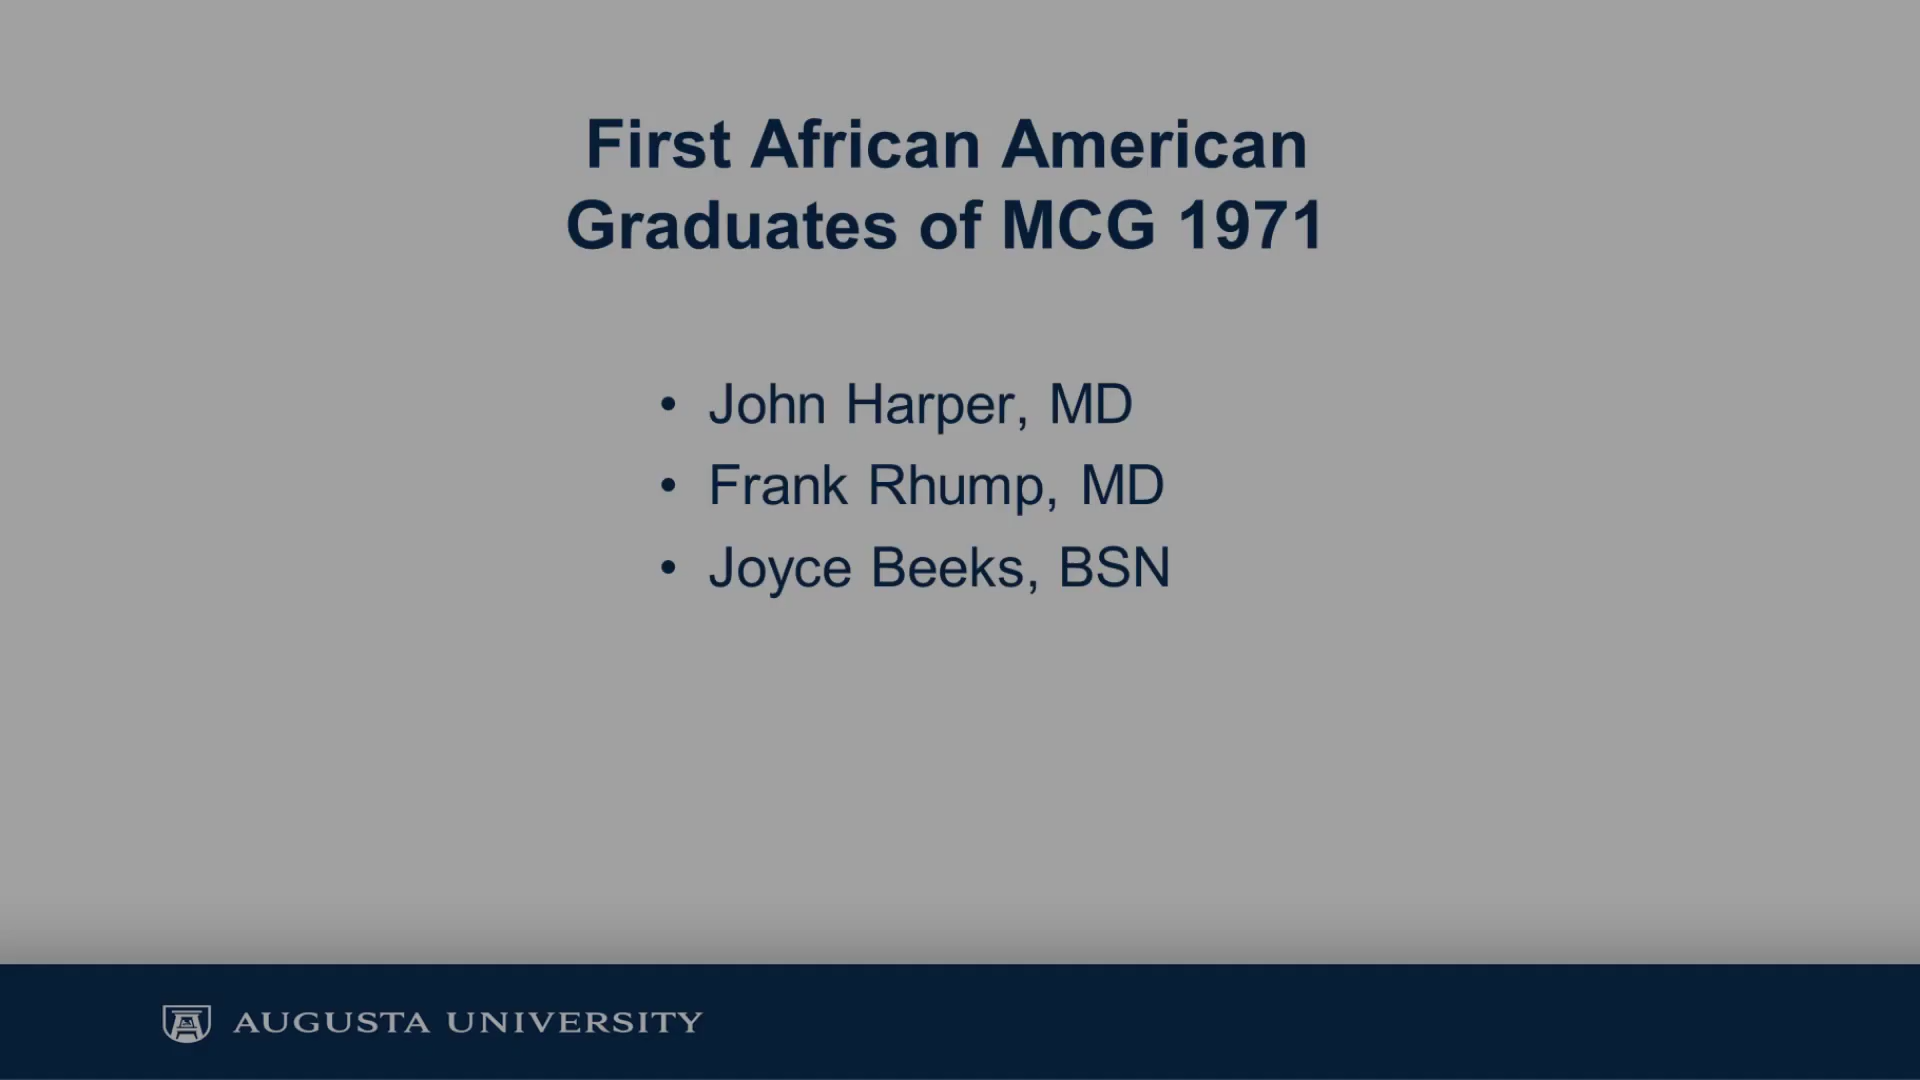 First African American
Graduates of MCG 1971
• John Harper, MD
• Frank Rhump, MD
• Joyce Beeks, BSN
AUGUSTA UNIVERSITY